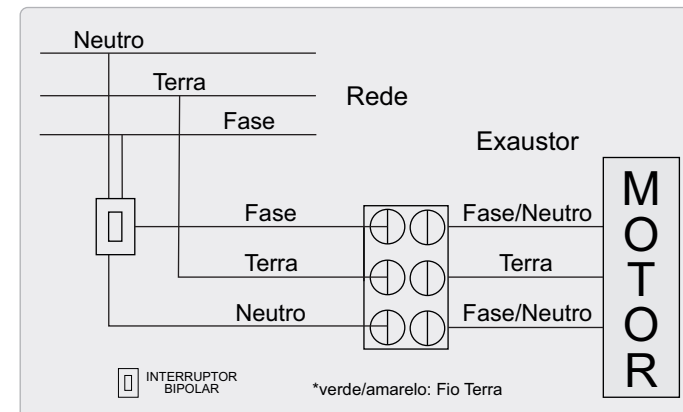 Neutro
Terra
Rede
Fase
Exaustor
Fase
Fase/Neutro
Terra
Terra
Neutro
Fase/Neutro
MOTOR
INTERRUPTOR
BIPOLAR
*verde/amarelo: Fio Terra